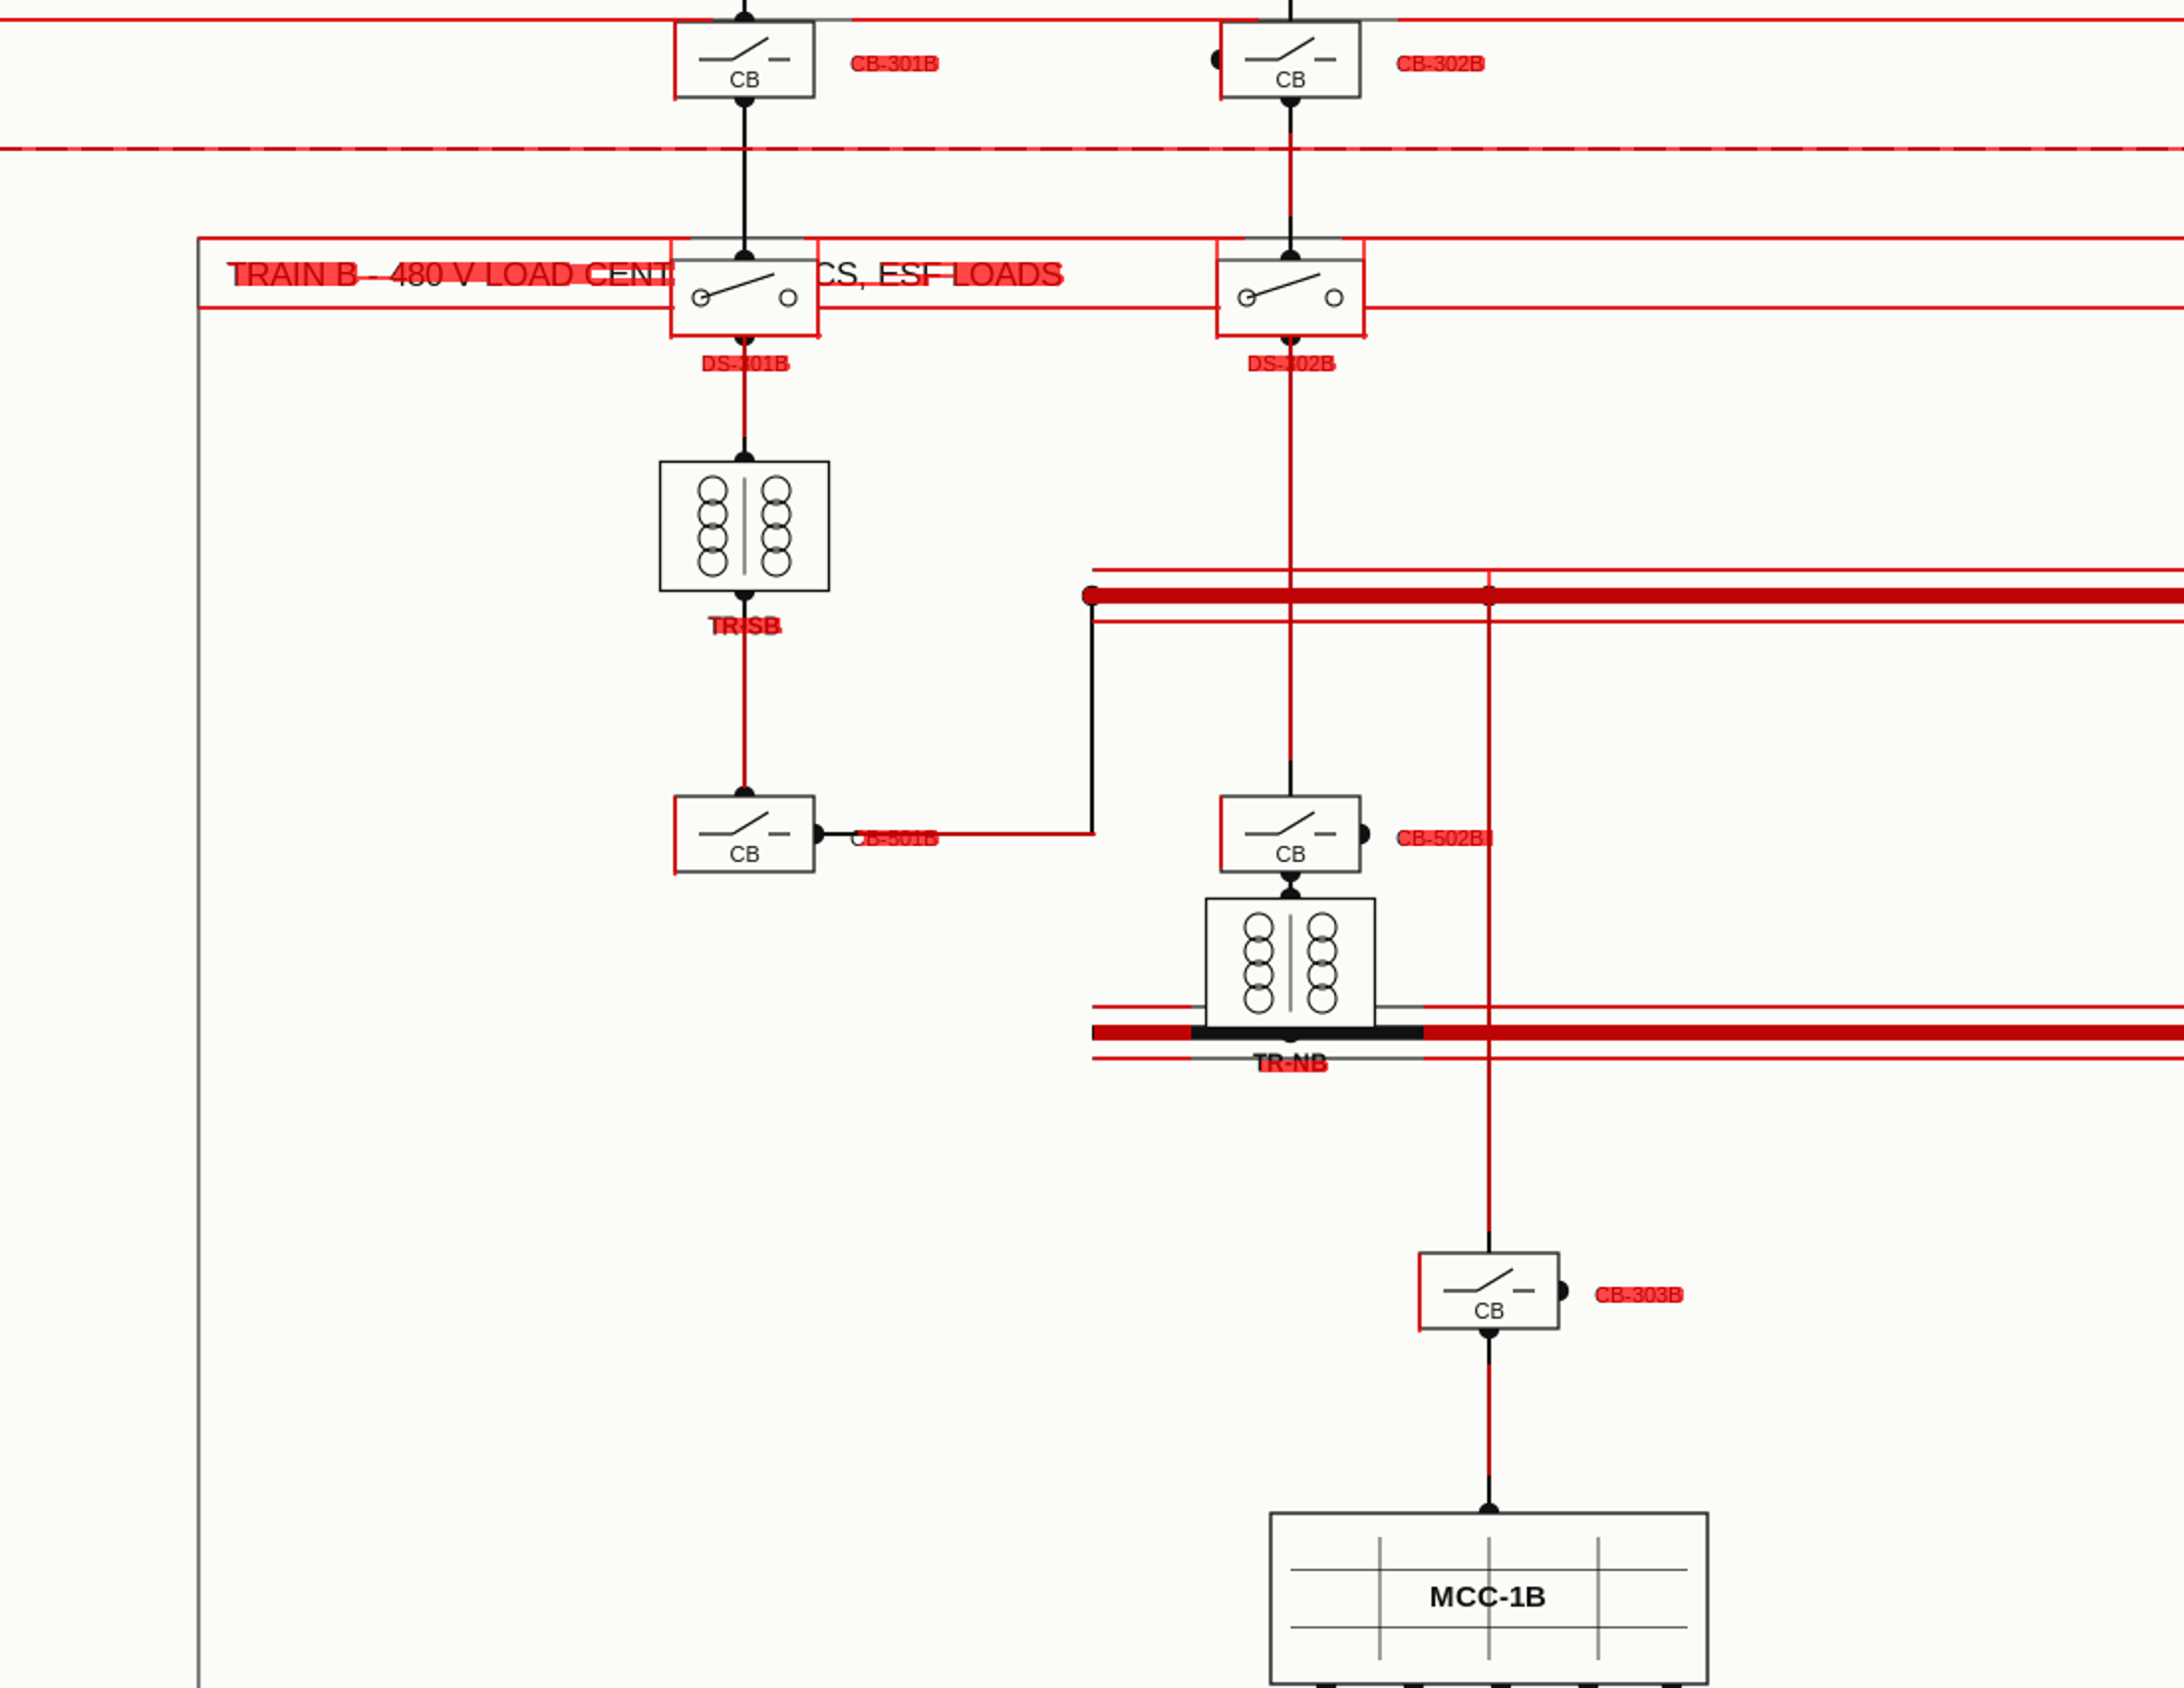 CB-301B
CB
CB-302B
CB
TRAIN B - 480 V LOAD CENT CS, ESF LOADS
DS-301B
DS-302B
TR-SB
CB-501B
CB
CB-502B
CB
TR-NB
CB-303B
CB
MCC-1B